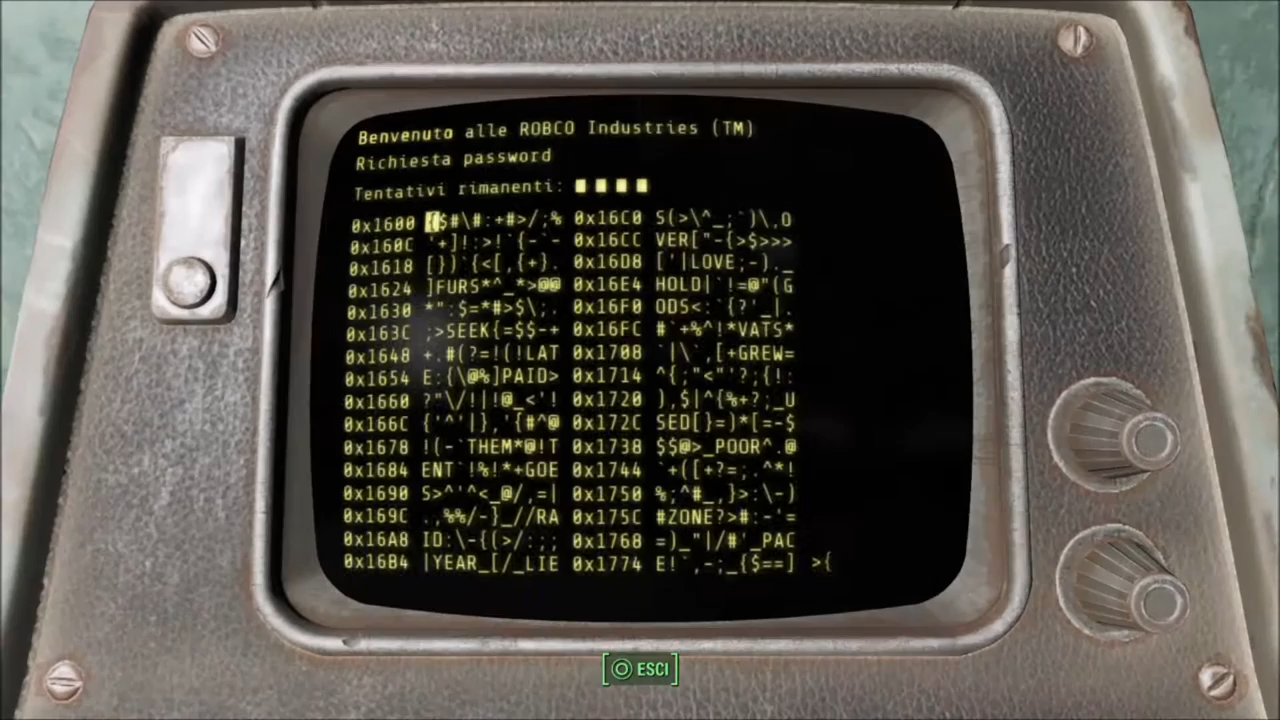 Benvenuto alle ROBCO Industries (TM)
Richiesta password
Tentativi rimanenti:
0x1600 {$#\#:+#>/;% 0x16C0 S(>\^_;`)\,O
0x160C '+]!:>!`{-`- 0x16CC VER["-{>$>>>
0x1618 [})`{<[,{+}. 0x16D8 ['|LOVE;-)._
0x1624 ]FURS*^_*>@@ 0x16E4 HOLD|`!=@"(G
0x1630 *":$=*#>$\;. 0x16F0 ODS<:`{?'_|.
0x163C ;>SEEK{=$$-+ 0x16FC #`+%^!*VATS*
0x1648 +.#(?=!(!LAT 0x1708 `|\`,[+GREW=
0x1654 E:{\@%]PAID> 0x1714 ^{;"<"'?;{!:
0x1660 ?"\/!|!@_<'! 0x1720 ),$|^{%+?;_U
0x166C {'^'|},'{#^@ 0x172C SED[}=)*[=-$
0x1678 !(-`THEM*@!T 0x1738 $$@>_POOR^.@
0x1684 ENT`!%!*+GOE 0x1744 `+([+?=;.^*!
0x1690 S>^'^<_@/,=| 0x1750 %;^#_,}>:\-)
0x169C .,%%/-}_//RA 0x175C #ZONE?>#:-'=
0x16A8 ID:\-{(>/::; 0x1768 =)_"|/#'_PAC
0x16B4 |YEAR_[/_LIE 0x1774 E!`,-;_{$==] >{
ESCI